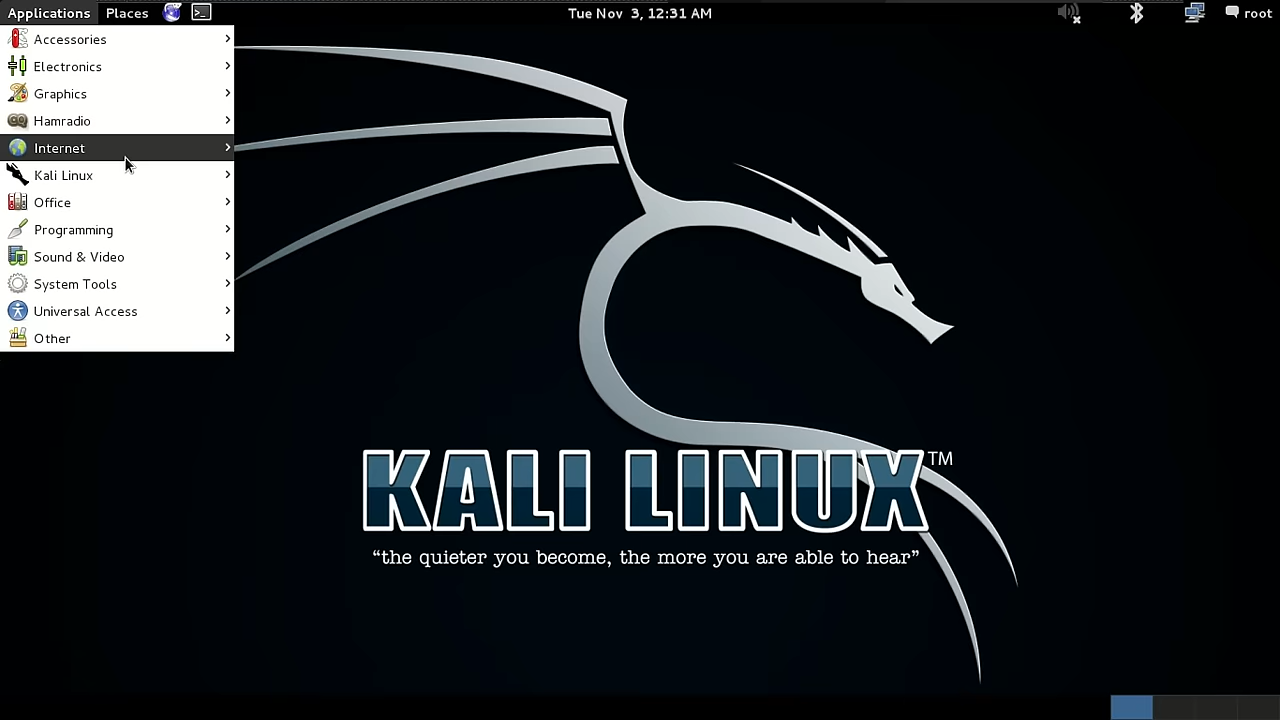 Applications Places Tue Nov 3, 12:31 AM root
Accessories
Electronics
Graphics
Hamradio
Internet
Kali Linux
Office
Programming
Sound & Video
System Tools
Universal Access
Other
KALI LINUX™
“the quieter you become, the more you are able to hear”